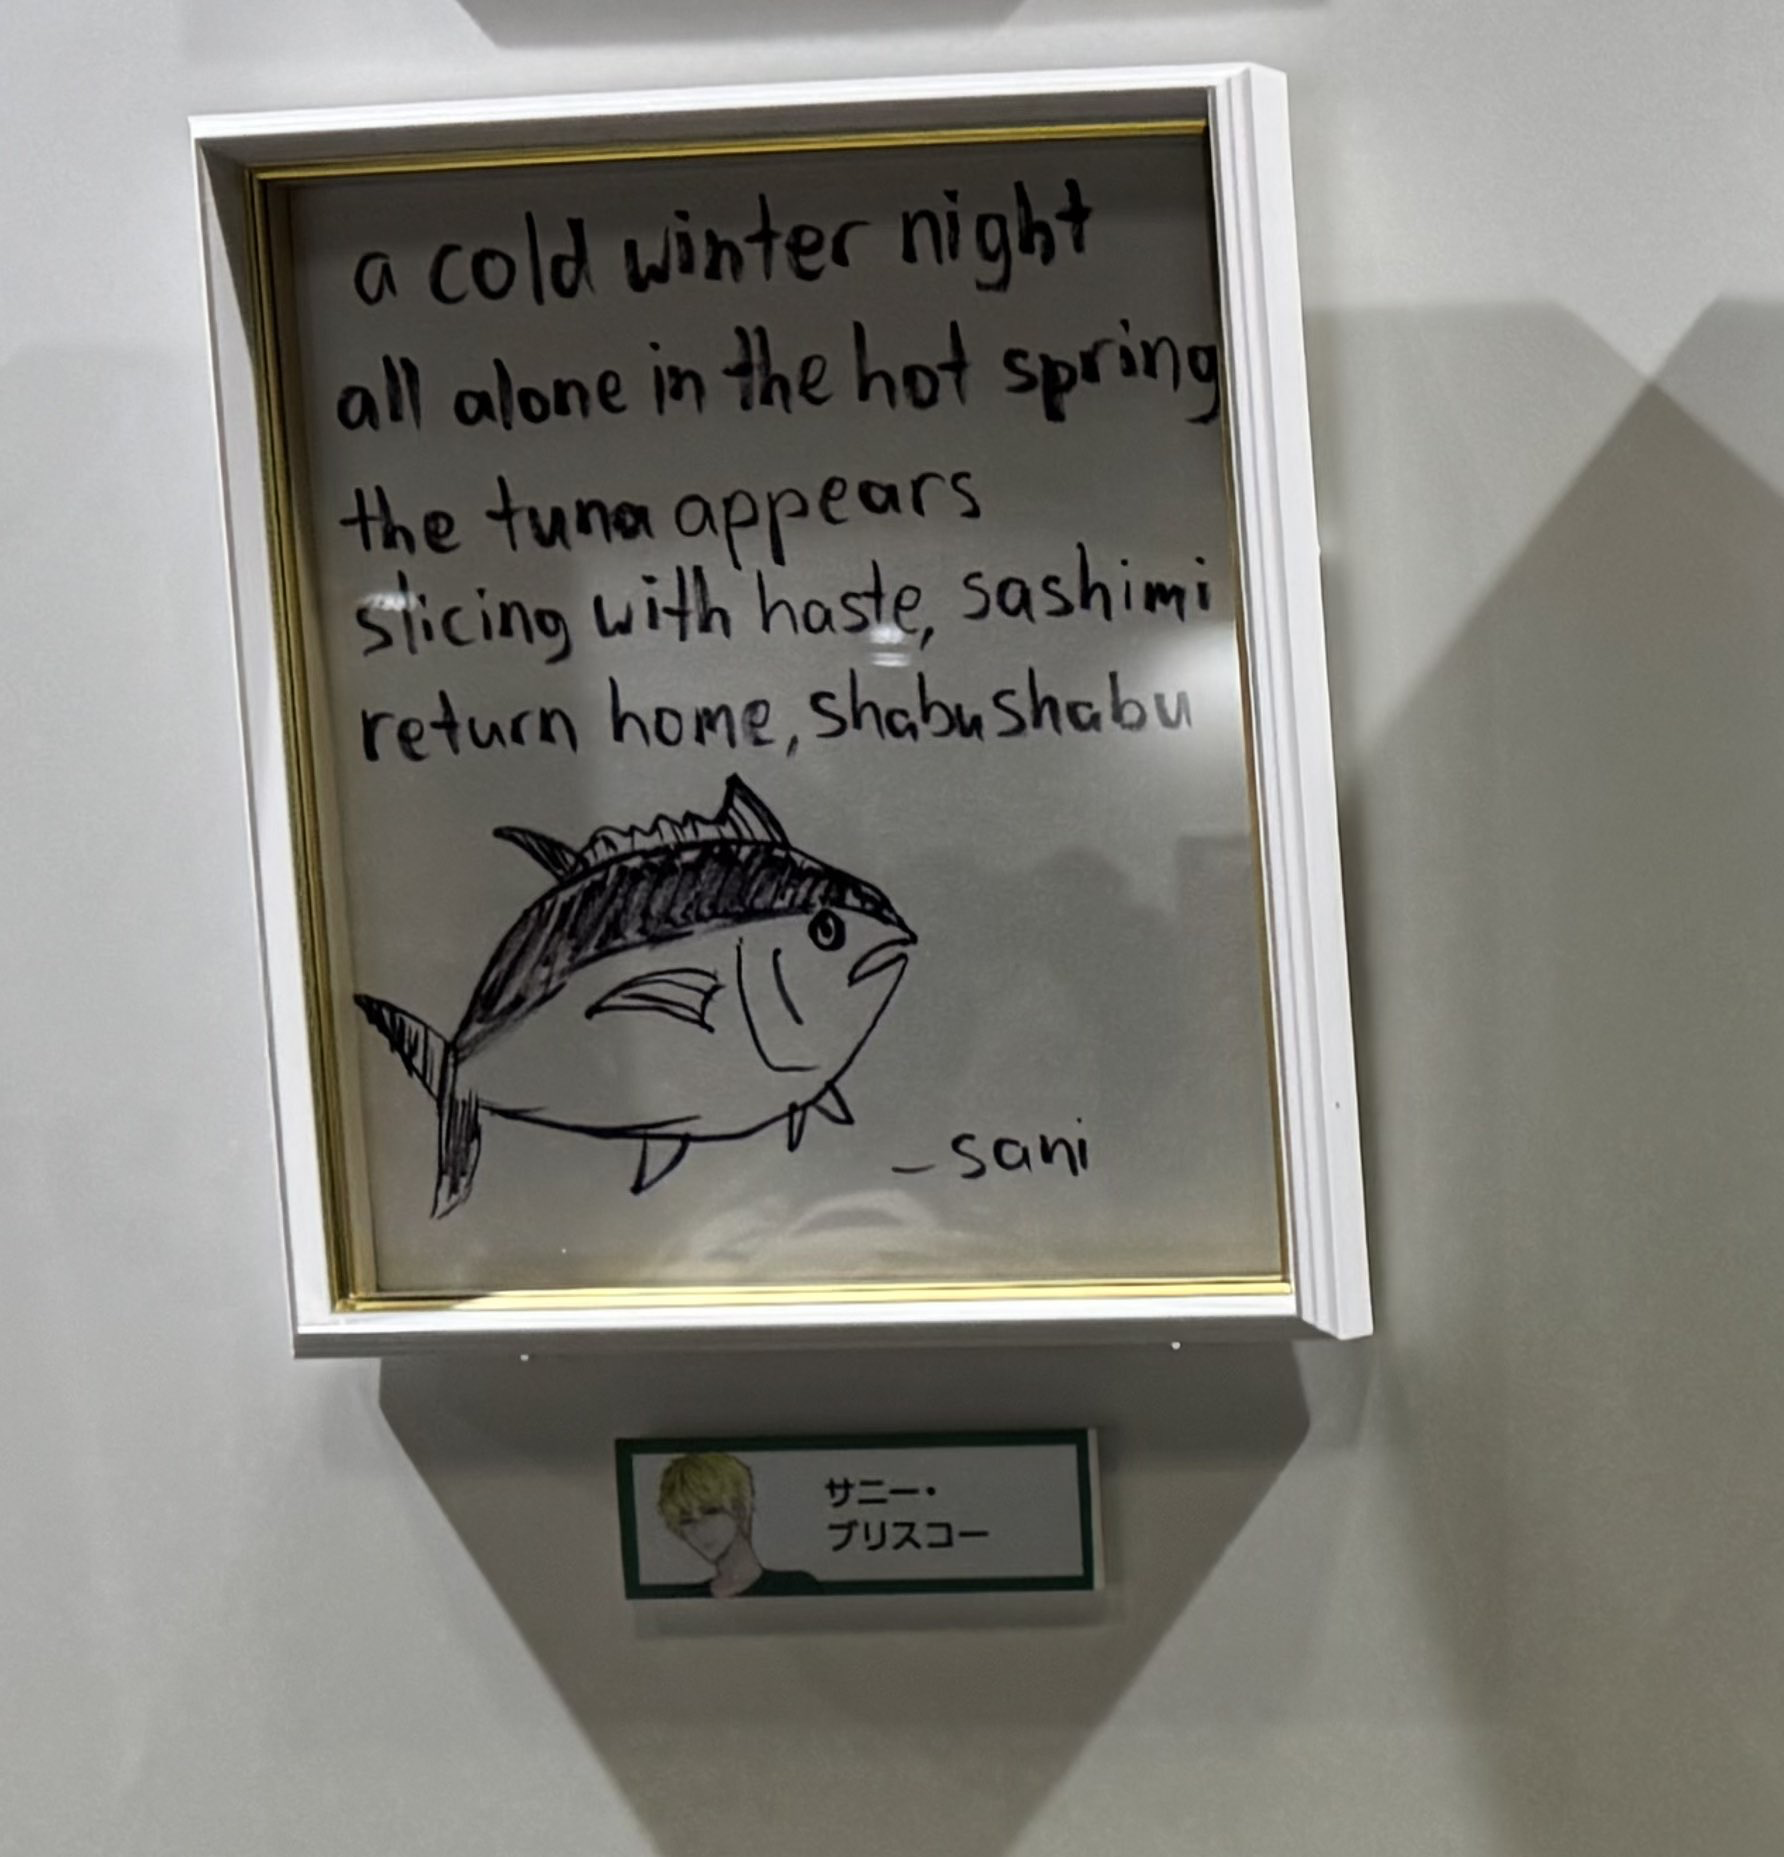 a cold winter night
all alone in the hot spring
the tuna appears
slicing with haste, sashimi
return home, shabushabu
- sani
サニー・
ブリスコー